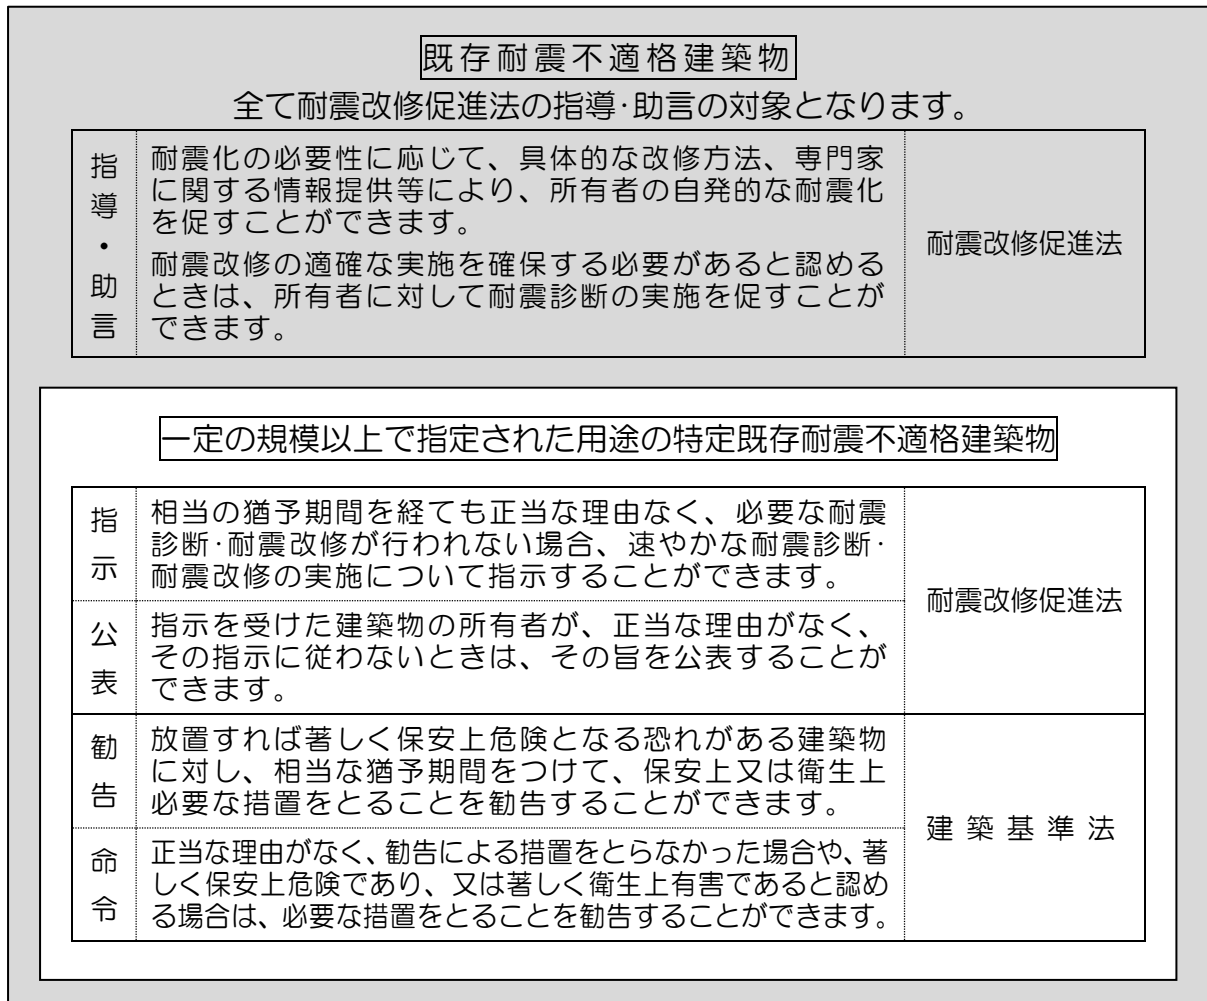 既存耐震不適格建築物
全て耐震改修促進法の指導・助言の対象となります。
指導・助言
耐震化の必要性に応じて、具体的な改修方法、専門家
に関する情報提供等により、所有者の自発的な耐震化
を促すことができます。
耐震改修の適確な実施を確保する必要があると認める
ときは、所有者に対して耐震診断の実施を促すことが
できます。
耐震改修促進法
一定の規模以上で指定された用途の特定既存耐震不適格建築物
指示
相当の猶予期間を経ても正当な理由なく、必要な耐震
診断・耐震改修が行われない場合、速やかな耐震診断・
耐震改修の実施について指示することができます。
公表
指示を受けた建築物の所有者が、正当な理由がなく、
その指示に従わないときは、その旨を公表することが
できます。
耐震改修促進法
勧告
放置すれば著しく保安上危険となる恐れがある建築物
に対し、相当な猶予期間をつけて、保安上又は衛生上
必要な措置をとることを勧告することができます。
命令
正当な理由がなく、勧告による措置をとらなかった場合や、著
しく保安上危険であり、又は著しく衛生上有害であると認め
る場合は、必要な措置をとることを勧告することができます。
建築基準法